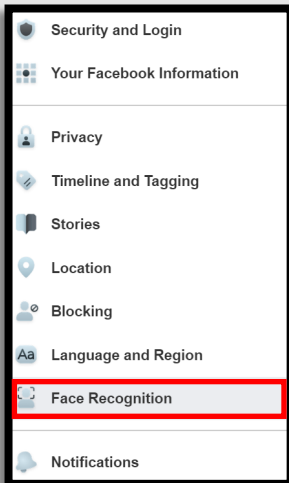 Security and Login
Your Facebook Information
Privacy
Timeline and Tagging
Stories
Location
Blocking
Aa Language and Region
Face Recognition
Notifications